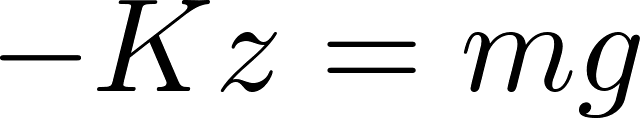 −Kz = mg